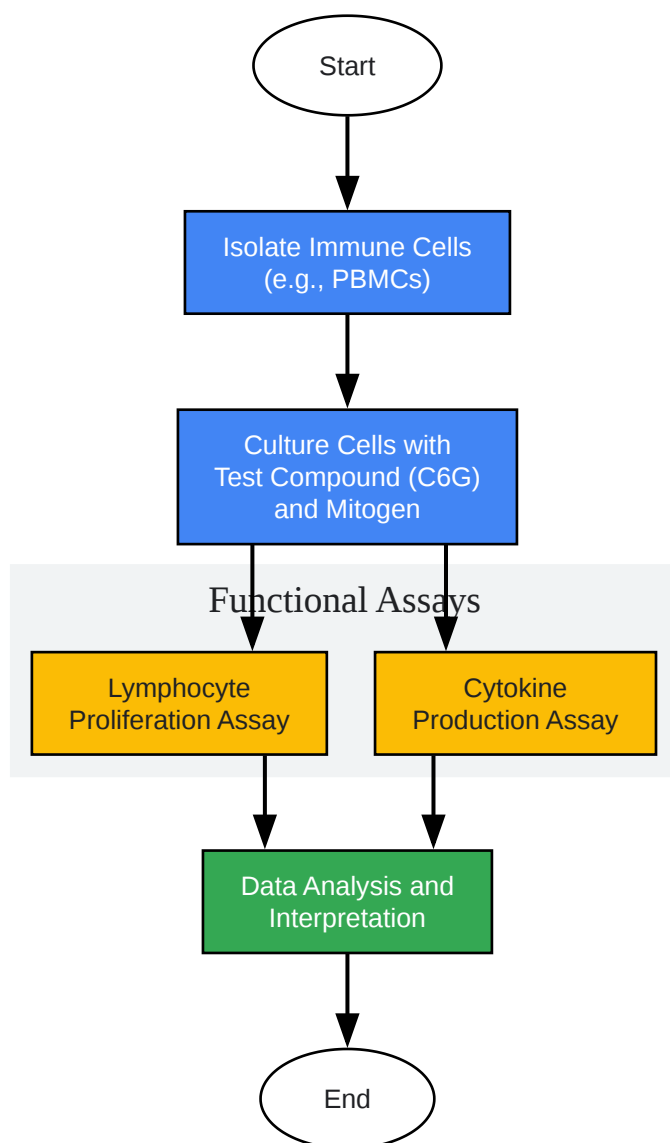 Start
Isolate Immune Cells
(e.g., PBMCs)
Culture Cells with
Test Compound (C6G)
and Mitogen
Functional Assays
Lymphocyte
Proliferation Assay
Cytokine
Production Assay
Data Analysis and
Interpretation
End